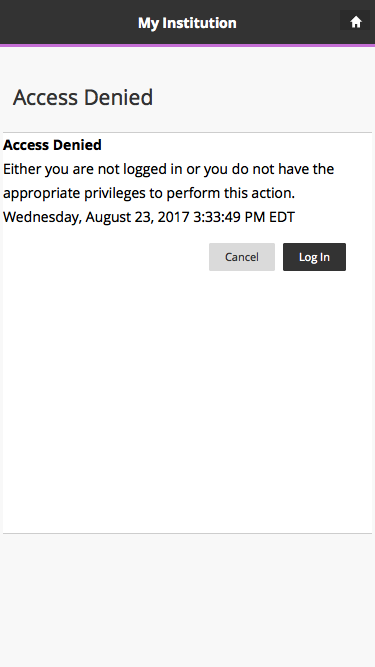 My Institution
Access Denied
Access Denied
Either you are not logged in or you do not have the
appropriate privileges to perform this action.
Wednesday, August 23, 2017 3:33:49 PM EDT
Cancel
Log In